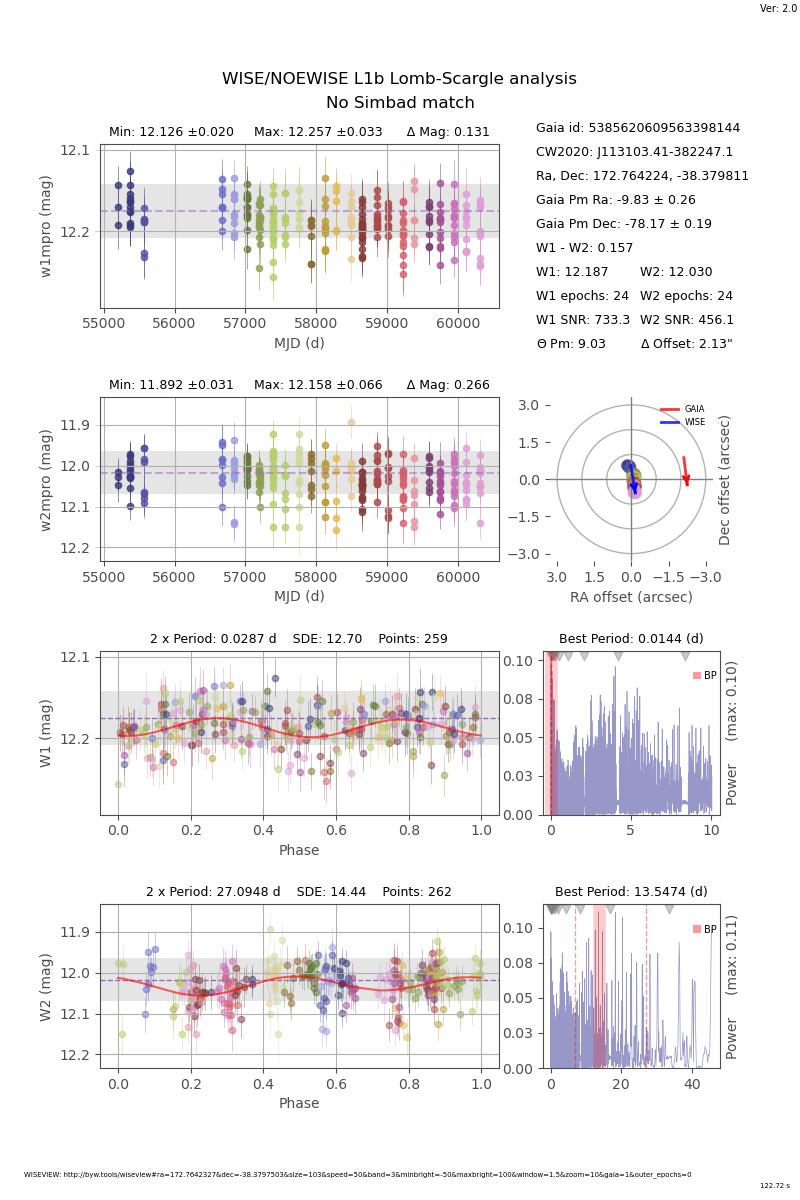 Ver: 2.0
WISE/NOEWISE L1b Lomb-Scargle analysis
No Simbad match
Min: 12.126 ±0.020 Max: 12.257 ±0.033 Δ Mag: 0.131
12.1
12.2
w1mpro (mag)
55000 56000 57000 58000 59000 60000
MJD (d)
Gaia id: 5385620609563398144
CW2020: J113103.41-382247.1
Ra, Dec: 172.764224, -38.379811
Gaia Pm Ra: -9.83 ± 0.26
Gaia Pm Dec: -78.17 ± 0.19
W1 - W2: 0.157
W1: 12.187 W2: 12.030
W1 epochs: 24 W2 epochs: 24
W1 SNR: 733.3 W2 SNR: 456.1
Θ Pm: 9.03 Δ Offset: 2.13"
Min: 11.892 ±0.031 Max: 12.158 ±0.066 Δ Mag: 0.266
11.9
12.0
12.1
12.2
w2mpro (mag)
55000 56000 57000 58000 59000 60000
MJD (d)
GAIA
WISE
3.0
1.5
0.0
−1.5
−3.0
Dec offset (arcsec)
3.0 1.5 0.0 −1.5 −3.0
RA offset (arcsec)
2 x Period: 0.0287 d SDE: 12.70 Points: 259
12.1
12.2
W1 (mag)
0.0 0.2 0.4 0.6 0.8 1.0
Phase
Best Period: 0.0144 (d)
BP
0.10
0.08
0.05
0.03
0.00
Power (max: 0.10)
0 5 10
2 x Period: 27.0948 d SDE: 14.44 Points: 262
11.9
12.0
12.1
12.2
W2 (mag)
0.0 0.2 0.4 0.6 0.8 1.0
Phase
Best Period: 13.5474 (d)
BP
0.10
0.08
0.05
0.03
0.00
Power (max: 0.11)
0 20 40
WISEVIEW: http://byw.tools/wiseview#ra=172.7642327&dec=-38.3797503&size=103&speed=50&band=3&minbright=-50&maxbright=100&window=1.5&zoom=10&gaia=1&outer_epochs=0
122.72 s